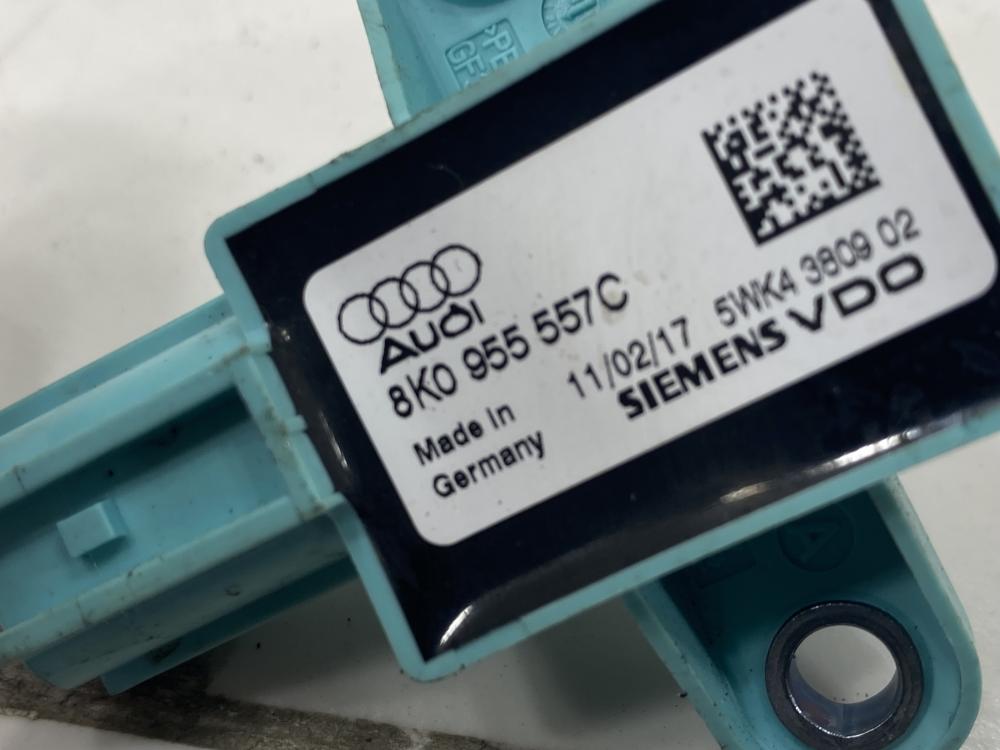 AUDI
8K0 955 557C
Made in
Germany
11/02/17
5WK4 3809 02
SIEMENS VDO